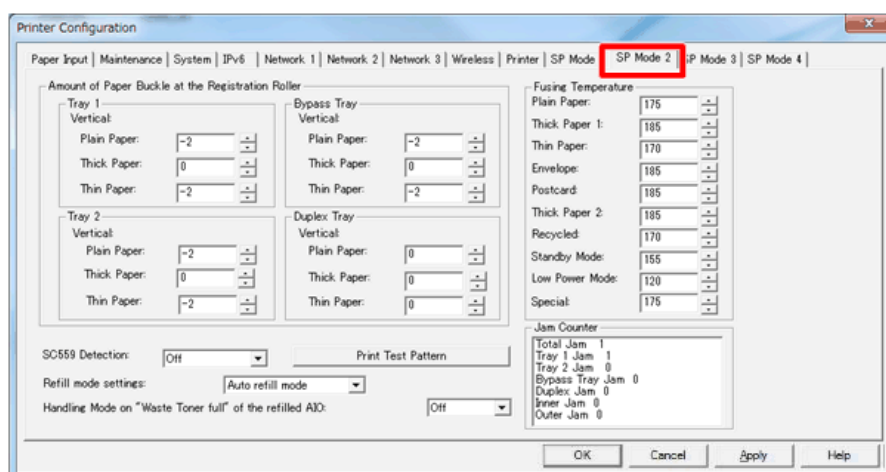 Printer Configuration
Paper Input | Maintenance | System | IPv6 | Network 1 | Network 2 | Network 3 | Wireless | Printer | SP Mode | SP Mode 2 | SP Mode 3 | SP Mode 4
Amount of Paper Buckle at the Registration Roller
Tray 1
Vertical:
Plain Paper: -2
Thick Paper: 0
Thin Paper: -2
Bypass Tray
Vertical:
Plain Paper: -2
Thick Paper: 0
Thin Paper: -2
Tray 2
Vertical:
Plain Paper: -2
Thick Paper: 0
Thin Paper: -2
Duplex Tray
Vertical:
Plain Paper: 0
Thick Paper: 0
Thin Paper: 0
SC559 Detection: Off
Print Test Pattern
Refill mode settings: Auto refill mode
Handling Mode on "Waste Toner full" of the refilled AIO: Off
Fusing Temperature
Plain Paper: 175
Thick Paper 1: 185
Thin Paper: 170
Envelope: 185
Postcard: 185
Thick Paper 2: 185
Recycled: 170
Standby Mode: 155
Low Power Mode: 120
Special: 175
Jam Counter
Total Jam 1
Tray 1 Jam 1
Tray 2 Jam 0
Bypass Tray Jam 0
Duplex Jam 0
Inner Jam 0
Outer Jam 0
OK Cancel Apply Help